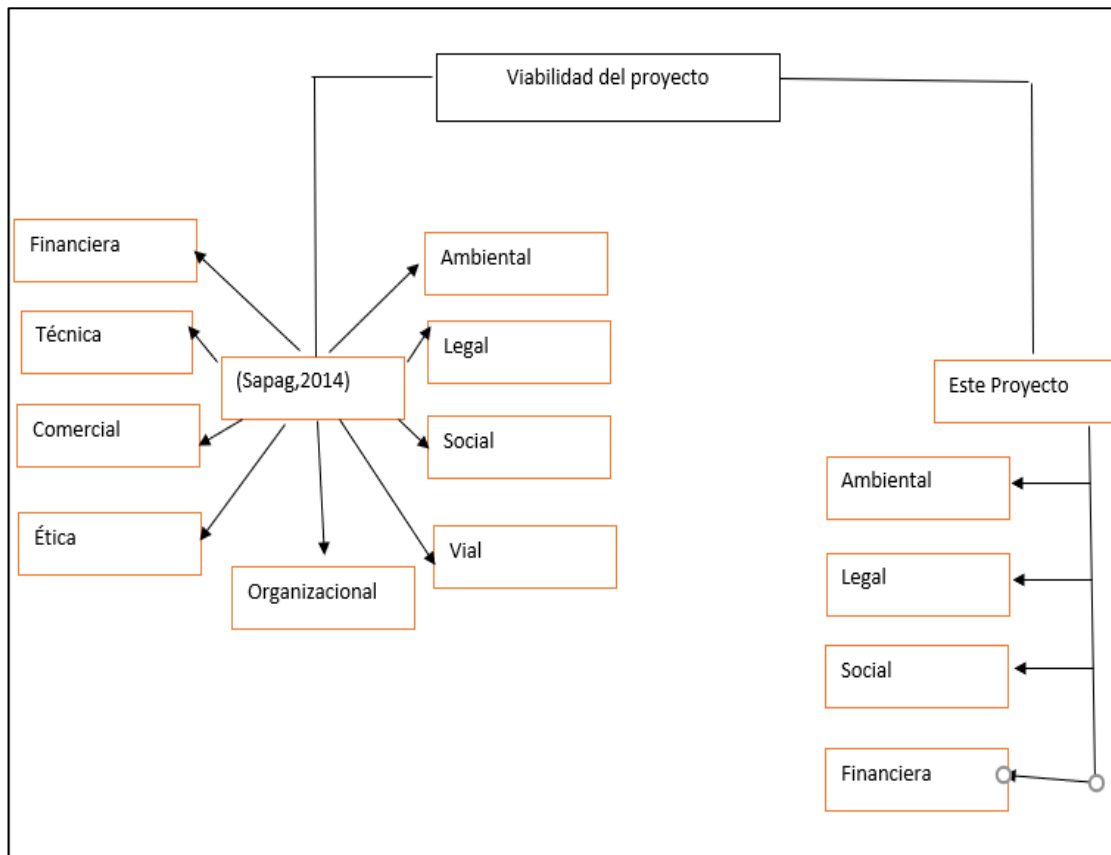 Viabilidad del proyecto
Financiera
Ambiental
Técnica
Legal
(Sapag,2014)
Comercial
Social
Ética
Vial
Organizacional
Este Proyecto
Ambiental
Legal
Social
Financiera